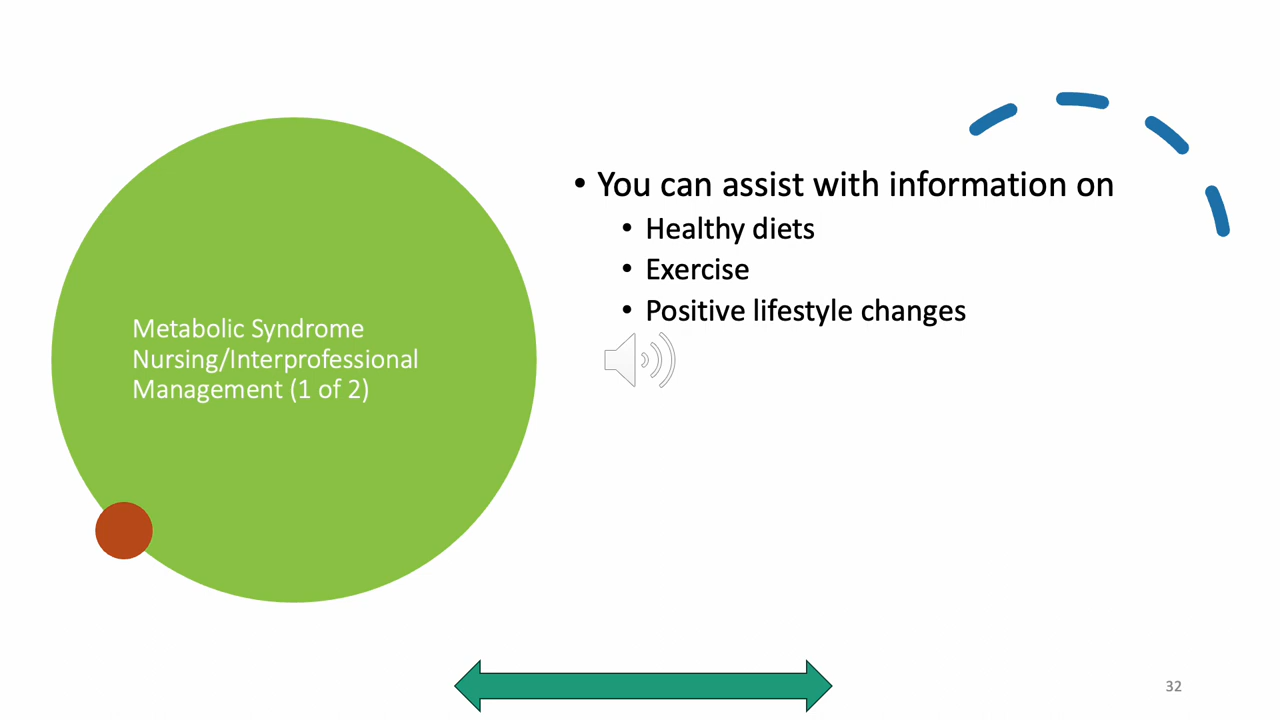 Metabolic Syndrome
Nursing/Interprofessional
Management (1 of 2)
• You can assist with information on
• Healthy diets
• Exercise
• Positive lifestyle changes
32